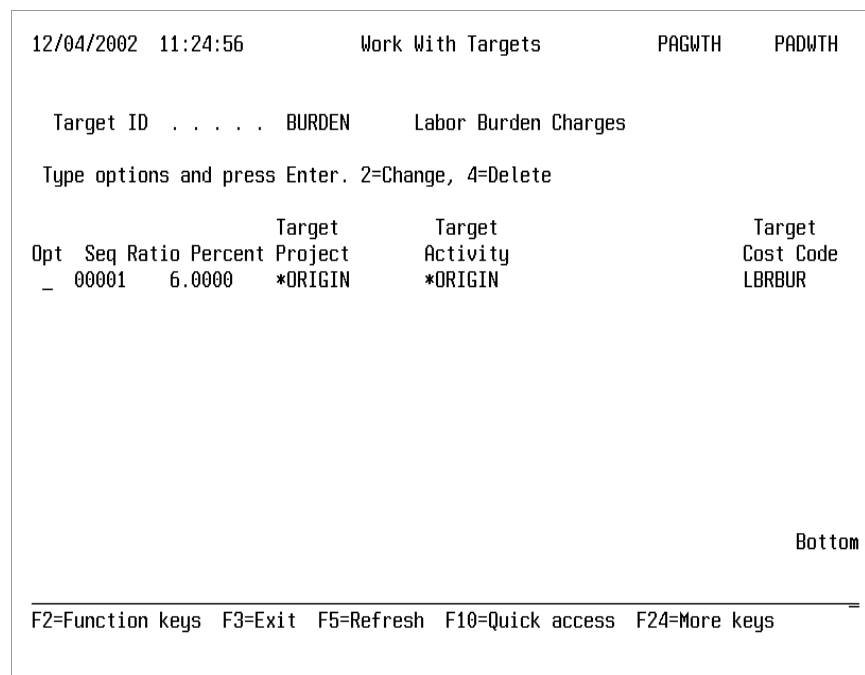 12/04/2002  11:24:56           Work With Targets           PAGWTH     PADWTH
Target ID . . . . .  BURDEN      Labor Burden Charges
Type options and press Enter. 2=Change, 4=Delete
Target         Target                              Target
Opt  Seq Ratio Percent Project       Activity                      Cost Code
_  00001    6.0000    *ORIGIN       *ORIGIN                       LBRBUR
Bottom
F2=Function keys  F3=Exit  F5=Refresh  F10=Quick access  F24=More keys